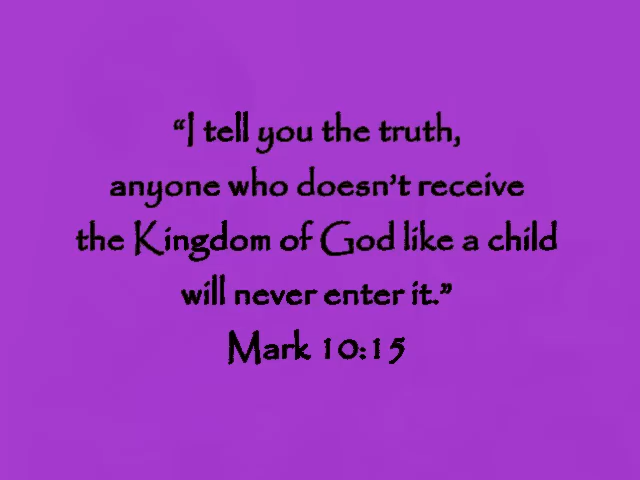 “I tell you the truth,
anyone who doesn’t receive
the Kingdom of God like a child
will never enter it.”
Mark 10:15